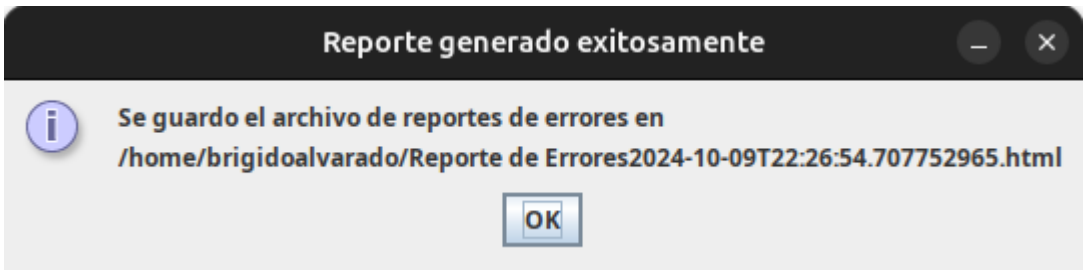 Reporte generado exitosamente
Se guardo el archivo de reportes de errores en
/home/brigidoalvarado/Reporte de Errores2024-10-09T22:26:54.707752965.html
OK